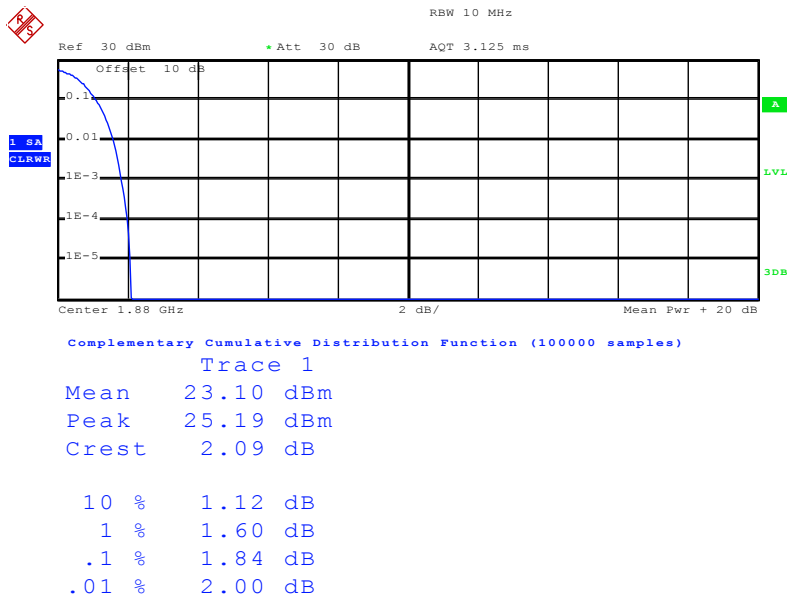 R&S
RBW 10 MHz
Ref 30 dBm * Att 30 dB AQT 3.125 ms
Offset 10 dB
0.1
A
0.01
1 SA
CLRWR
1E-3
LVL
1E-4
1E-5
3DB
Center 1.88 GHz 2 dB/ Mean Pwr + 20 dB
Complementary Cumulative Distribution Function (100000 samples)
Trace 1
Mean 23.10 dBm
Peak 25.19 dBm
Crest 2.09 dB
10 % 1.12 dB
1 % 1.60 dB
.1 % 1.84 dB
.01 % 2.00 dB